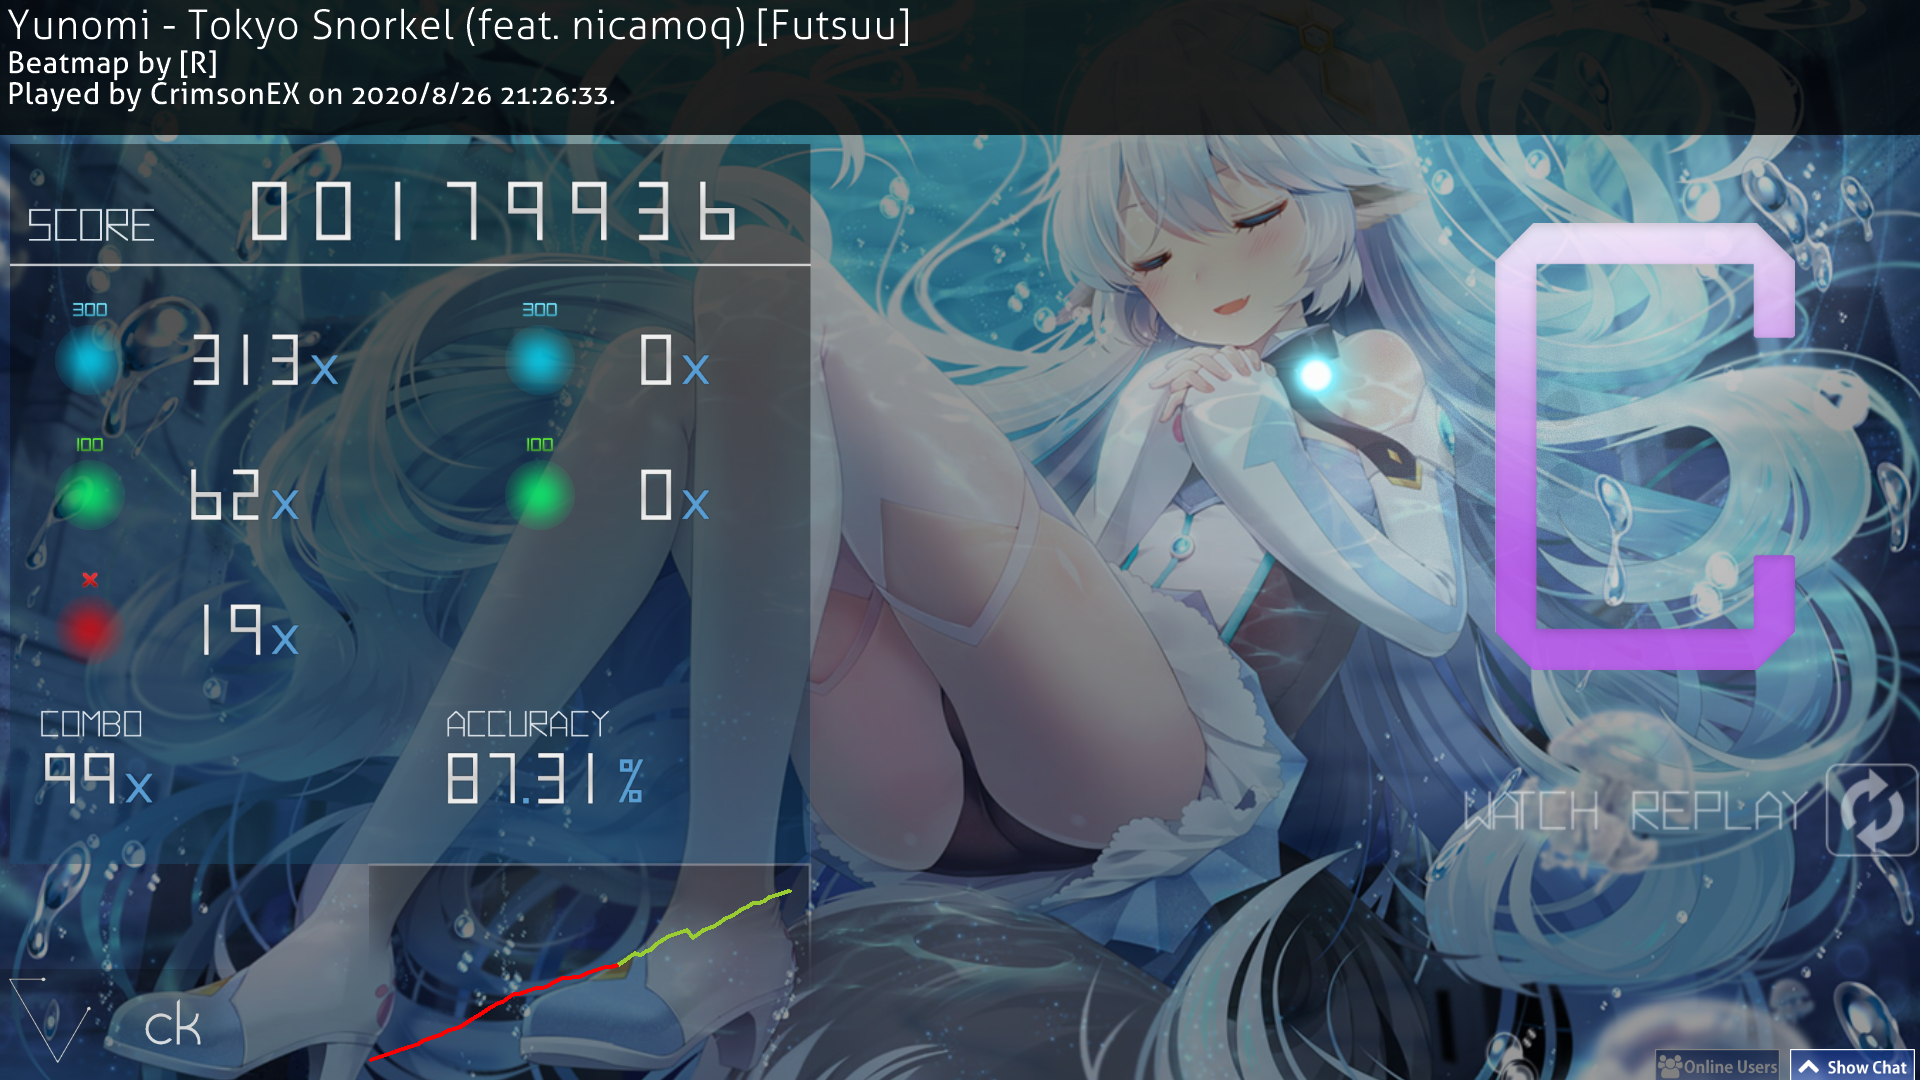 Yunomi - Tokyo Snorkel (feat. nicamoq) [Futsuu]
Beatmap by [R]
Played by CrimsonEX on 2020/8/26 21:26:33.
SCORE 00179936
300 313x 300 0x
100 62x 100 0x
x 19x
COMBO ACCURACY
99x 87.31%
WATCH REPLAY
ck
Online Users Show Chat